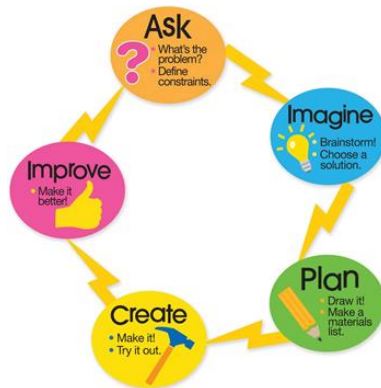 Ask
• What's the
problem?
• Define
constraints.
Imagine
• Brainstorm!
• Choose a
solution.
Plan
• Draw it!
• Make a
materials
list.
Create
• Make it!
• Try it out.
Improve
• Make it
better!